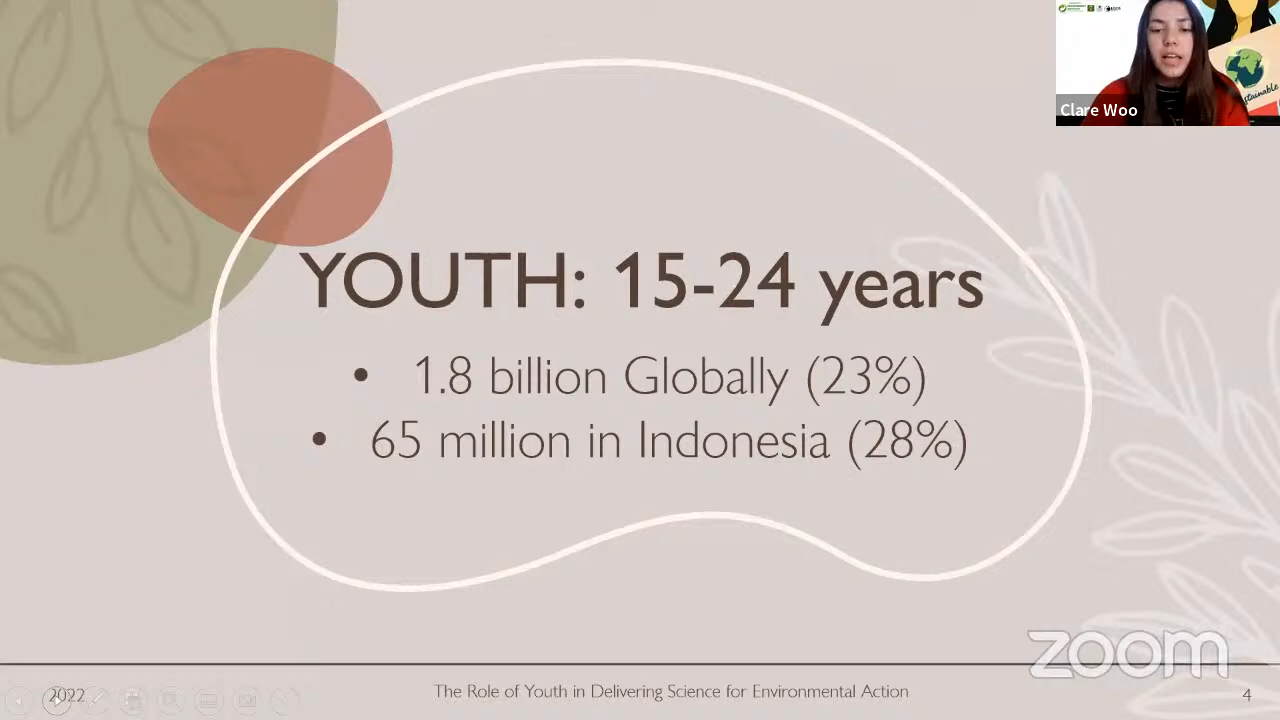 Clare Woo
stainable
YOUTH: 15-24 years
• 1.8 billion Globally (23%)
• 65 million in Indonesia (28%)
zoom
2022
The Role of Youth in Delivering Science for Environmental Action
4